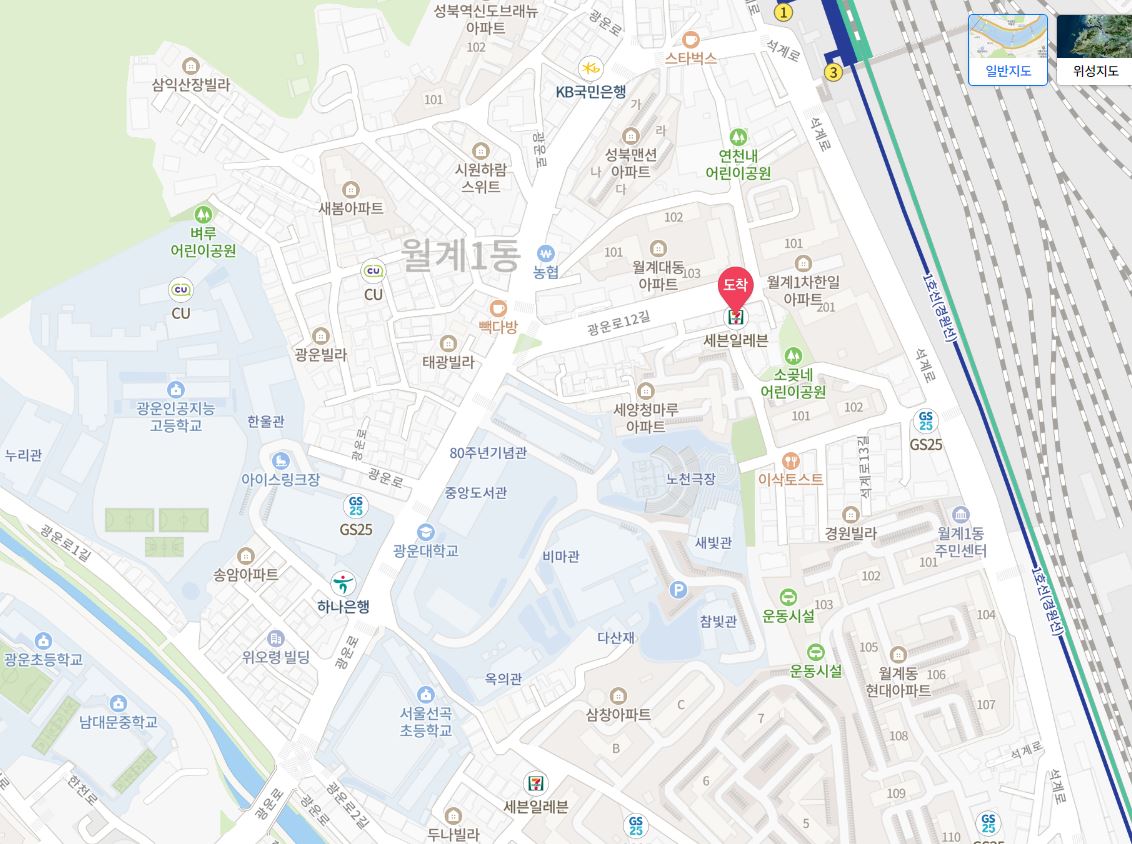 성북역신도브래뉴
아파트
102
광운로
1
스타벅스
석계로
3
일반지도
위성지도
삼익산장빌라
KB국민은행
101
가
석계로
광운로
라
시원하람
스위트
성북맨션
아파트
나
다
연천내
어린이공원
새봄아파트
벼루
어린이공원
102
월계1동
농협
101
월계대동
아파트
103
101
월계1차한일
아파트
201
도착
CU
CU
1호선(경원선)
빽다방
광운로12길
세븐일레븐
광운빌라
태광빌라
소곶네
어린이공원
석계로
광운인공지능
고등학교
한울관
세양청마루
아파트
101
102
GS25
GS25
누리관
광운로
80주년기념관
아이스링크장
광운로
중앙도서관
노천극장
이삭토스트
석계로13길
GS25
GS25
광운로1길
광운대학교
비마관
새빛관
경원빌라
월계1동
주민센터
송암아파트
102
101
1호선(경원선)
하나은행
P
운동시설
103
104
참빛관
다산재
광운초등학교
위오령 빌딩
광운로
운동시설
105
월계동
현대아파트
106
옥의관
남대문중학교
서울선곡
초등학교
삼창아파트
C
7
107
B
108
석계로
한천로
6
석계로
광운로
광운로
광운로2길
세븐일레븐
109
두나빌라
GS25
5
110
GS25